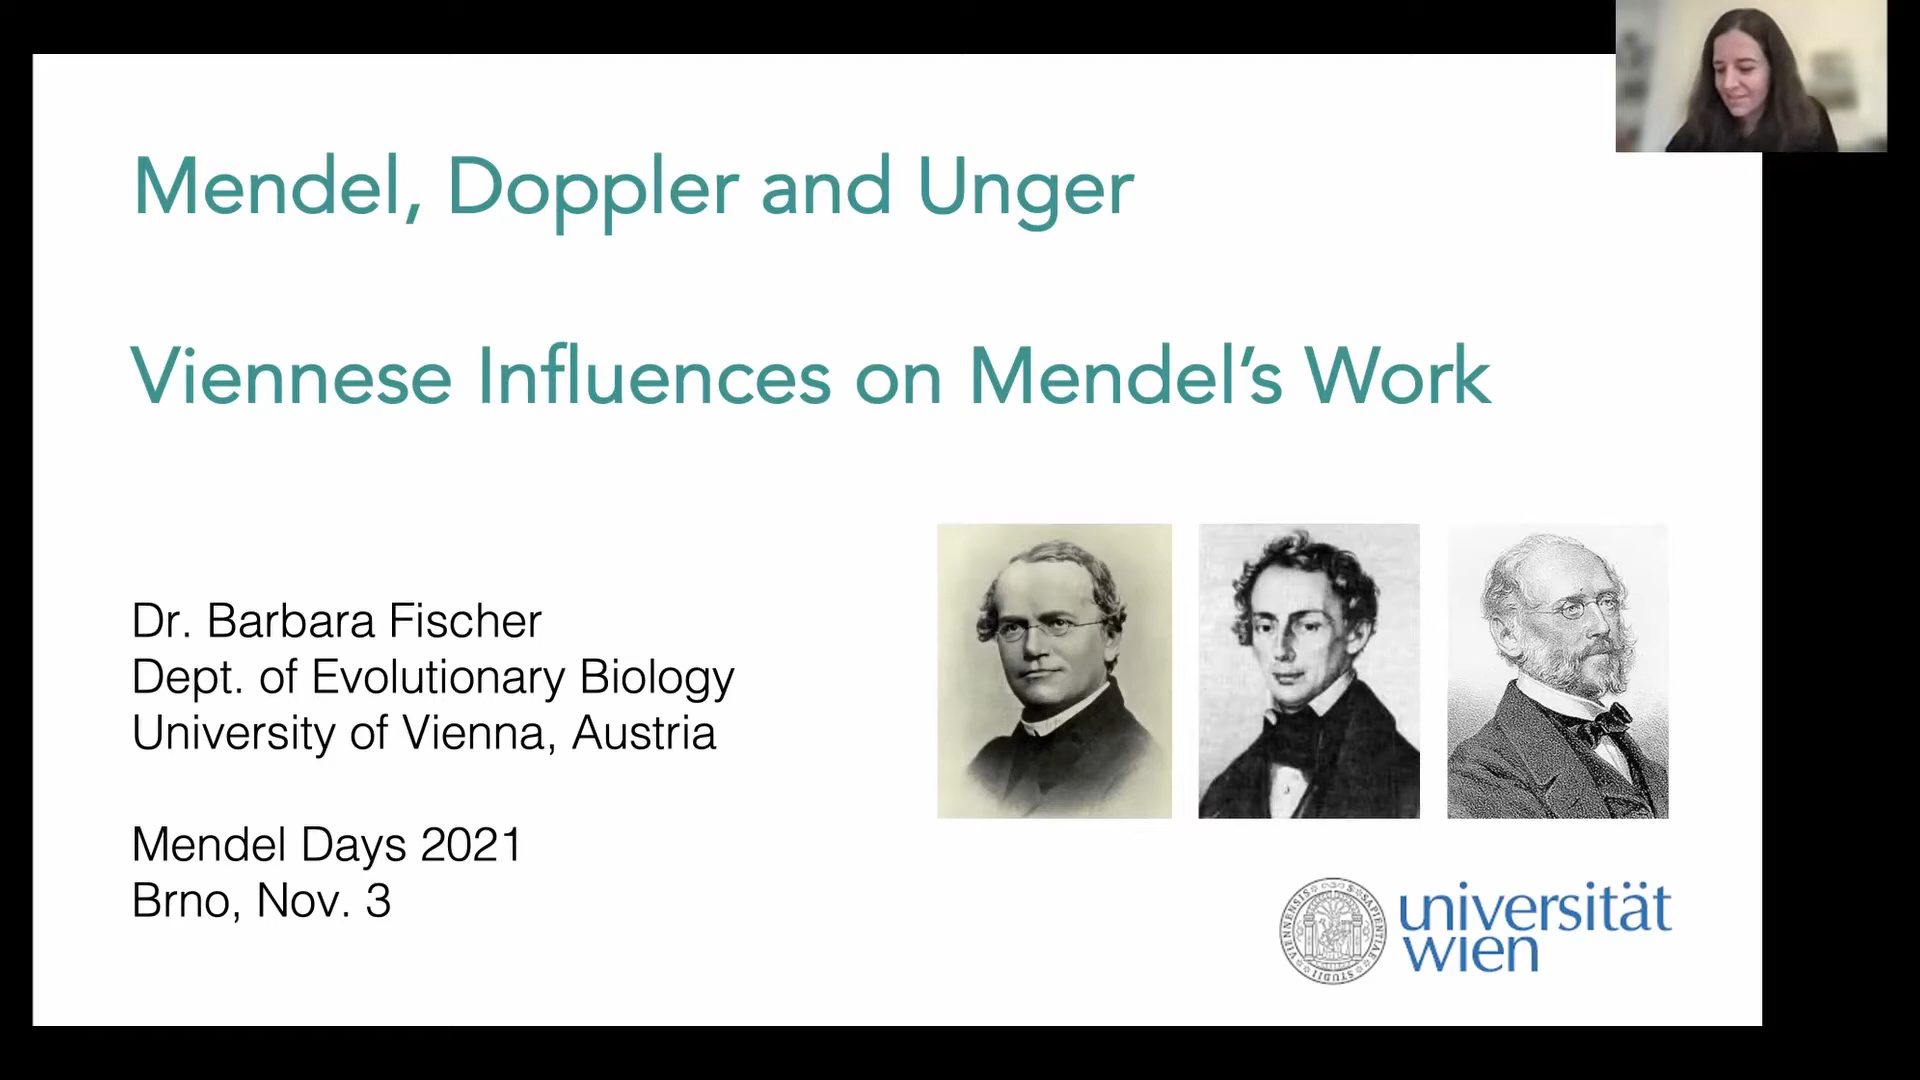 Mendel, Doppler and Unger
Viennese Influences on Mendel's Work
Dr. Barbara Fischer
Dept. of Evolutionary Biology
University of Vienna, Austria
Mendel Days 2021
Brno, Nov. 3
universität
wien